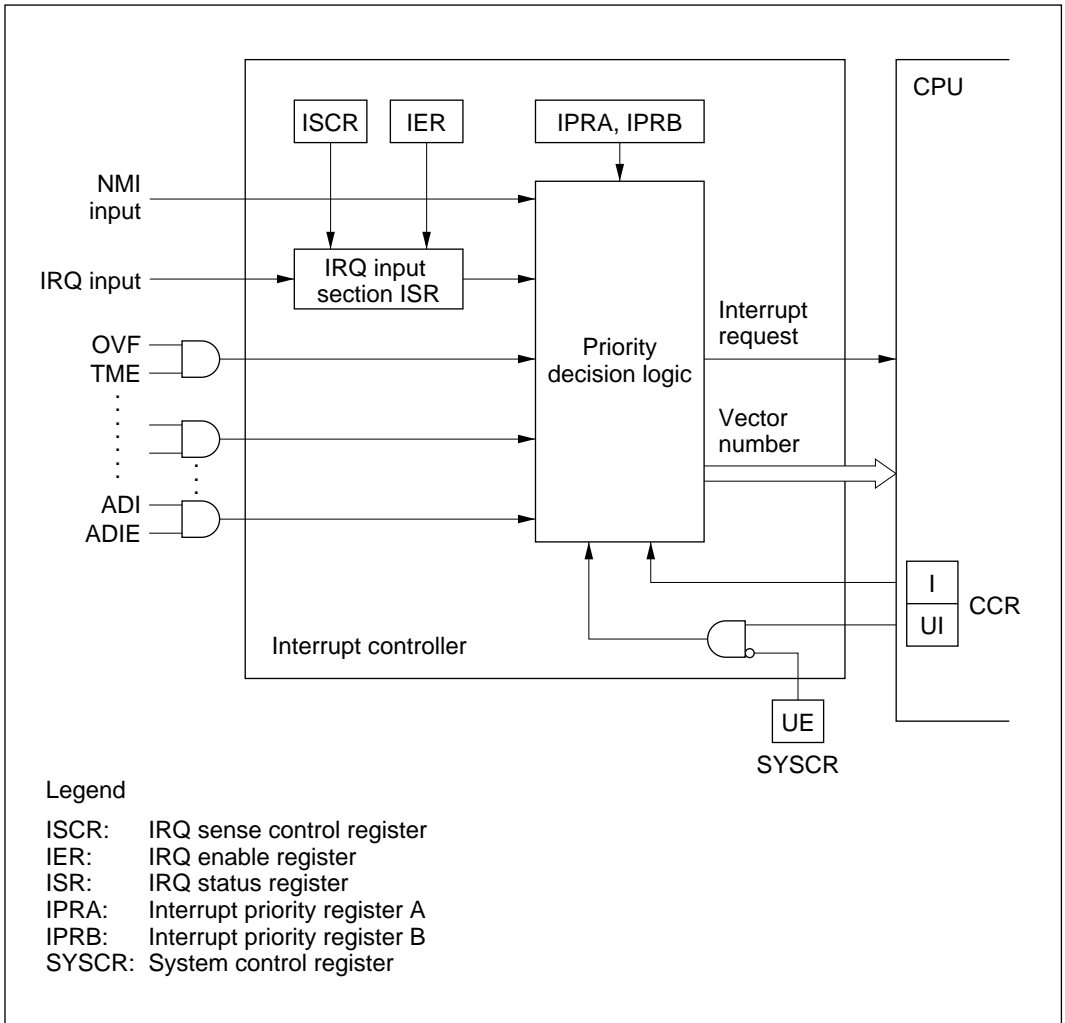 CPU
ISCR
IER
IPRA, IPRB
NMI
input
IRQ input
IRQ input
section ISR
OVF
TME
Priority
decision logic
Interrupt
request
Vector
number
ADI
ADIE
I
UI
CCR
Interrupt controller
UE
SYSCR
Legend
ISCR: IRQ sense control register
IER: IRQ enable register
ISR: IRQ status register
IPRA: Interrupt priority register A
IPRB: Interrupt priority register B
SYSCR: System control register